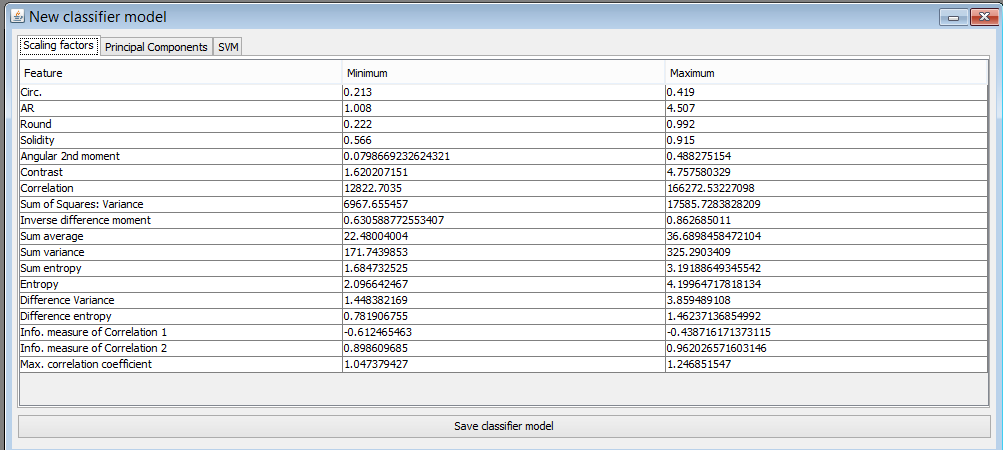 New classifier model
Scaling factors Principal Components SVM
Feature Minimum Maximum
Circ. 0.213 0.419
AR 1.008 4.507
Round 0.222 0.992
Solidity 0.566 0.915
Angular 2nd moment 0.0798669232624321 0.488275154
Contrast 1.620207151 4.757580329
Correlation 12822.7035 166272.53227098
Sum of Squares: Variance 6967.655457 17585.7283828209
Inverse difference moment 0.630588772553407 0.862685011
Sum average 22.48004004 36.6898458472104
Sum variance 171.7439853 325.2903409
Sum entropy 1.684732525 3.19188649345542
Entropy 2.096642467 4.19964717818134
Difference Variance 1.448382169 3.859489108
Difference entropy 0.781906755 1.46237136854992
Info. measure of Correlation 1 -0.612465463 -0.438716171373115
Info. measure of Correlation 2 0.898609685 0.962026571603146
Max. correlation coefficient 1.047379427 1.246851547
Save classifier model